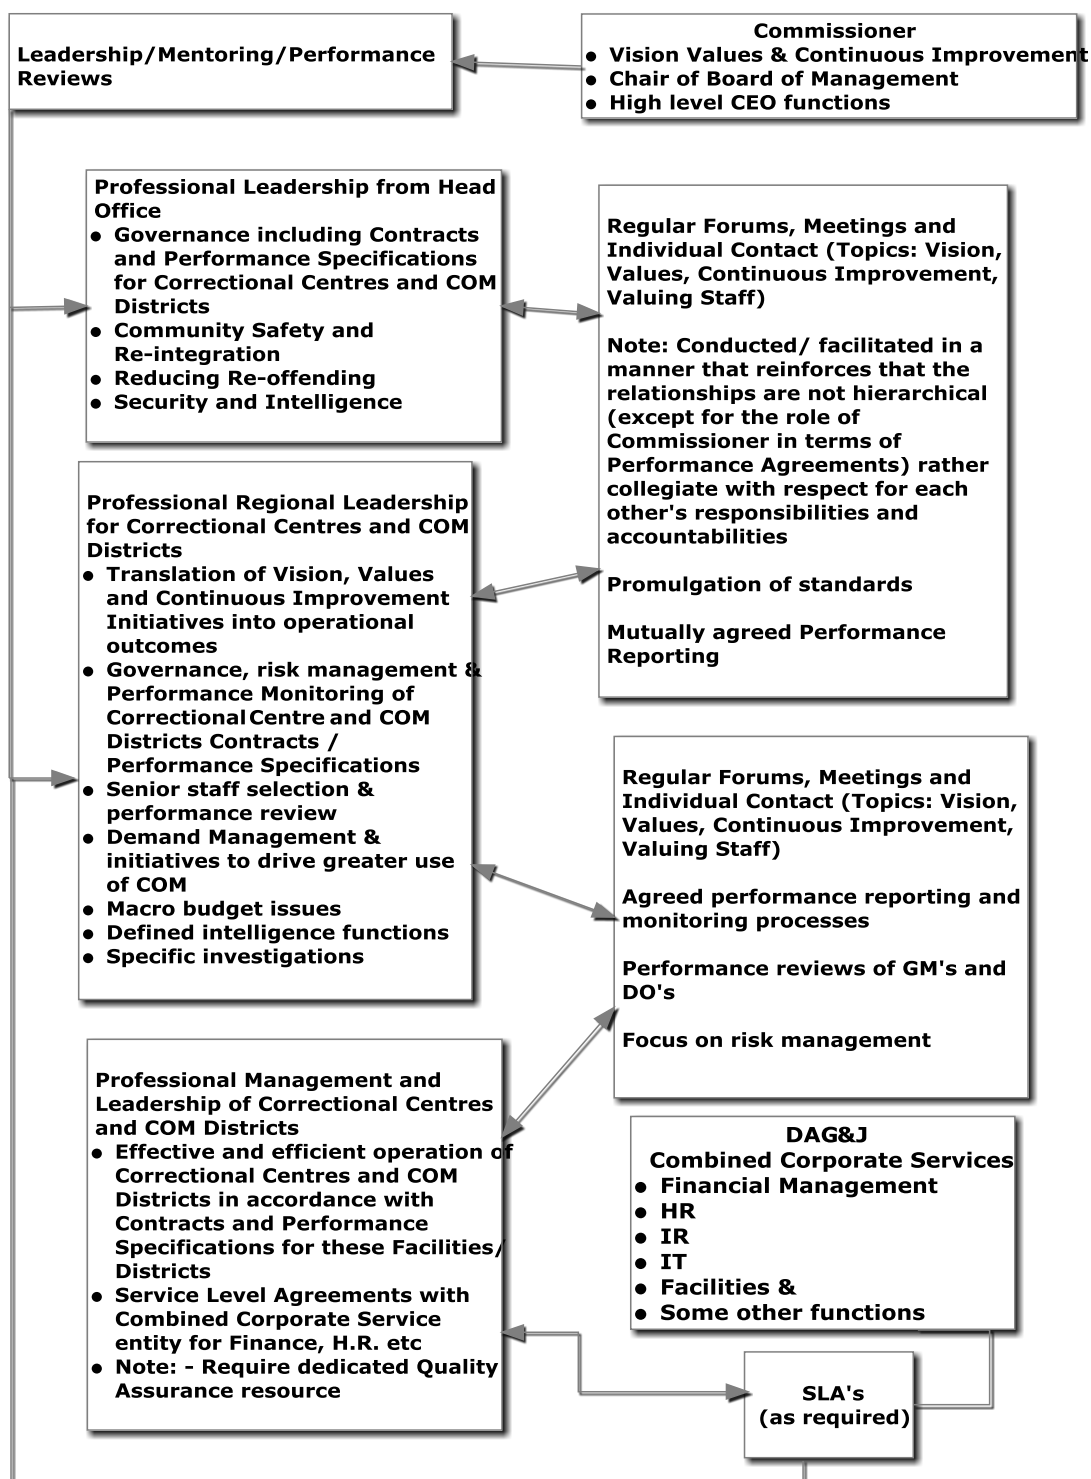 Leadership/Mentoring/Performance
Reviews
Commissioner
● Vision Values & Continuous Improvement
● Chair of Board of Management
● High level CEO functions
Professional Leadership from Head
Office
● Governance including Contracts
and Performance Specifications
for Correctional Centres and COM
Districts
● Community Safety and
Re-integration
● Reducing Re-offending
● Security and Intelligence
Regular Forums, Meetings and
Individual Contact (Topics: Vision,
Values, Continuous Improvement,
Valuing Staff)
Note: Conducted/ facilitated in a
manner that reinforces that the
relationships are not hierarchical
(except for the role of
Commissioner in terms of
Performance Agreements) rather
collegiate with respect for each
other's responsibilities and
accountabilities
Promulgation of standards
Mutually agreed Performance
Reporting
Professional Regional Leadership
for Correctional Centres and COM
Districts
● Translation of Vision, Values
and Continuous Improvement
Initiatives into operational
outcomes
● Governance, risk management &
Performance Monitoring of
Correctional Centre and COM
Districts Contracts /
Performance Specifications
● Senior staff selection &
performance review
● Demand Management &
initiatives to drive greater use
of COM
● Macro budget issues
● Defined intelligence functions
● Specific investigations
Regular Forums, Meetings and
Individual Contact (Topics: Vision,
Values, Continuous Improvement,
Valuing Staff)
Agreed performance reporting and
monitoring processes
Performance reviews of GM's and
DO's
Focus on risk management
Professional Management and
Leadership of Correctional Centres
and COM Districts
● Effective and efficient operation of
Correctional Centres and COM
Districts in accordance with
Contracts and Performance
Specifications for these Facilities/
Districts
● Service Level Agreements with
Combined Corporate Service
entity for Finance, H.R. etc
● Note: - Require dedicated Quality
Assurance resource
DAG&J
Combined Corporate Services
● Financial Management
● HR
● IR
● IT
● Facilities &
● Some other functions
SLA's
(as required)